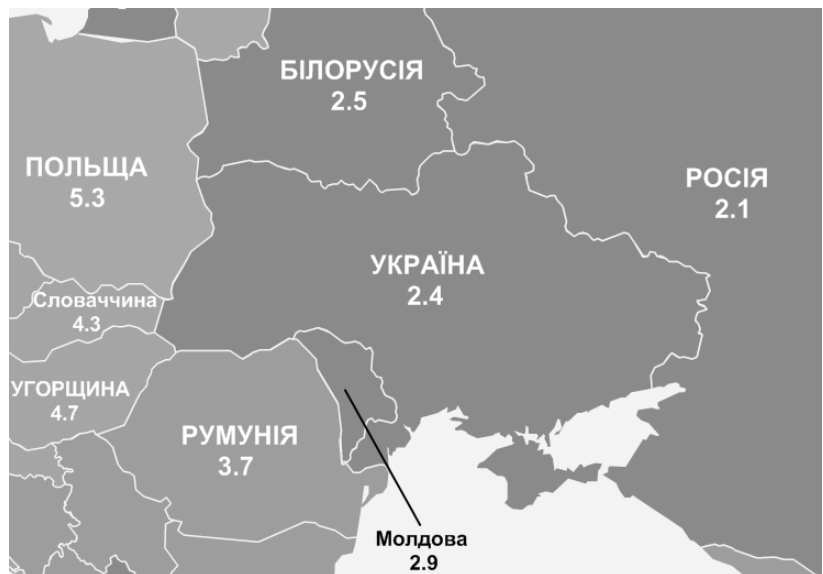 БІЛОРУСІЯ
2.5
ПОЛЬЩА
5.3
РОСІЯ
2.1
УКРАЇНА
2.4
Словаччина
4.3
УГОРЩИНА
4.7
РУМУНІЯ
3.7
Молдова
2.9